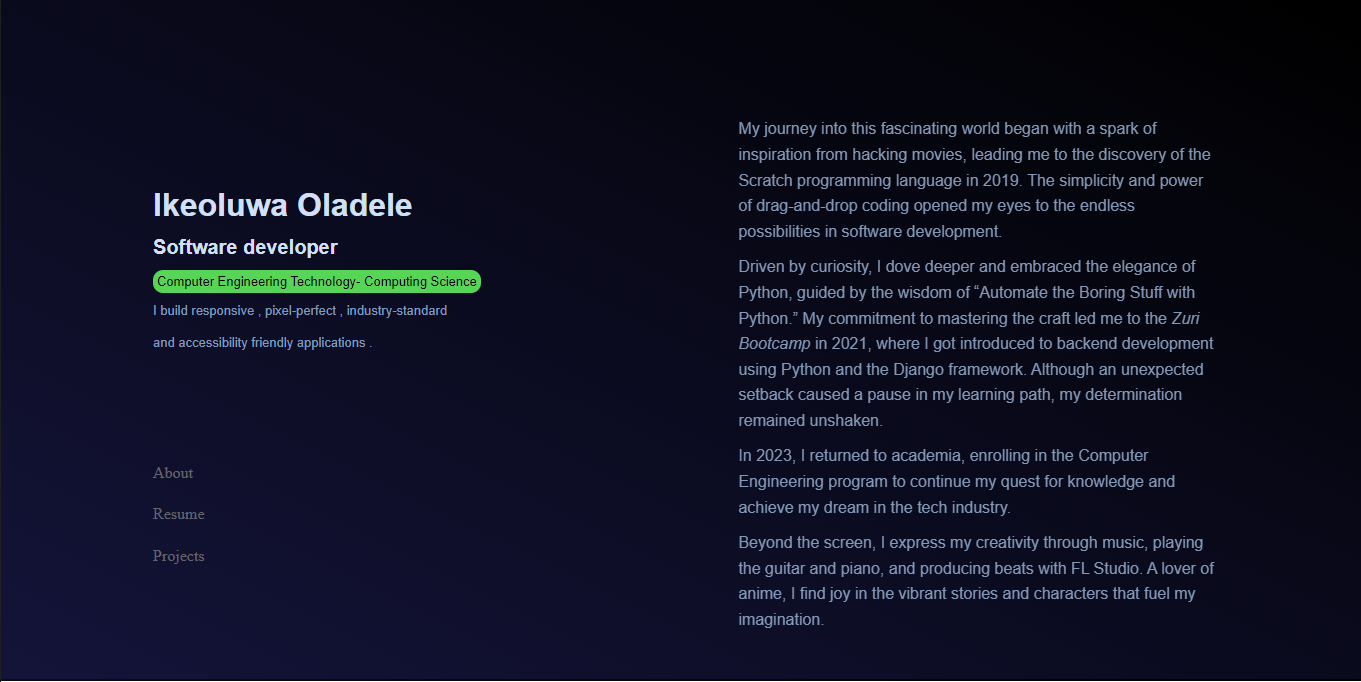 Ikeoluwa Oladele
Software developer
Computer Engineering Technology- Computing Science
I build responsive , pixel-perfect , industry-standard
and accessibility friendly applications .
About
Resume
Projects
My journey into this fascinating world began with a spark of
inspiration from hacking movies, leading me to the discovery of the
Scratch programming language in 2019. The simplicity and power
of drag-and-drop coding opened my eyes to the endless
possibilities in software development.
Driven by curiosity, I dove deeper and embraced the elegance of
Python, guided by the wisdom of “Automate the Boring Stuff with
Python.” My commitment to mastering the craft led me to the Zuri
Bootcamp in 2021, where I got introduced to backend development
using Python and the Django framework. Although an unexpected
setback caused a pause in my learning path, my determination
remained unshaken.
In 2023, I returned to academia, enrolling in the Computer
Engineering program to continue my quest for knowledge and
achieve my dream in the tech industry.
Beyond the screen, I express my creativity through music, playing
the guitar and piano, and producing beats with FL Studio. A lover of
anime, I find joy in the vibrant stories and characters that fuel my
imagination.